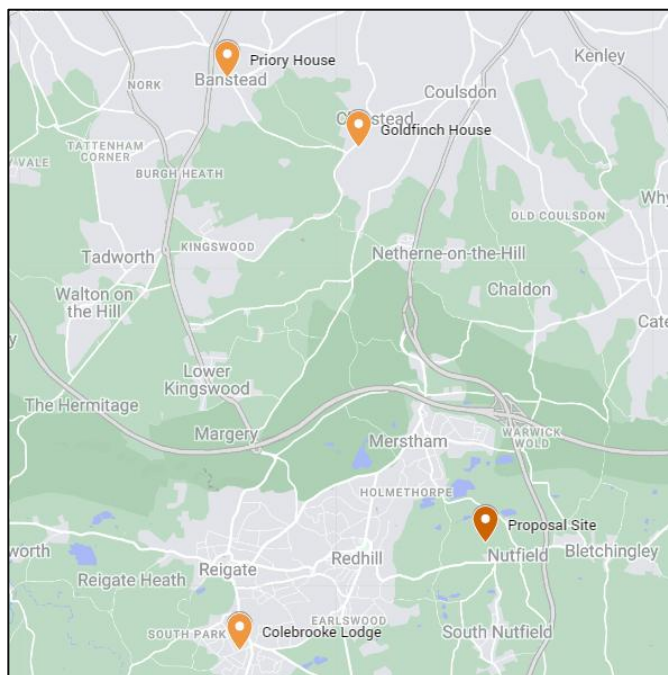 Priory House
Kenley
NORK
Banstead
Coulsdon
Goldfinch House
TATTENHAM
CORNER
BURGH HEATH
OLD COULSDON
KINGSWOOD
Netherne-on-the-Hill
Tadworth
Chaldon
Walton on
the Hill
Lower
Kingswood
The Hermitage
Margery
Merstham
WARWICK
WOLD
HOLMETHORPE
Proposal Site
Nutfield
Bletchingley
Redhill
Reigate
Reigate Heath
EARLSWOOD
SOUTH PARK
Colebrooke Lodge
South Nutfield